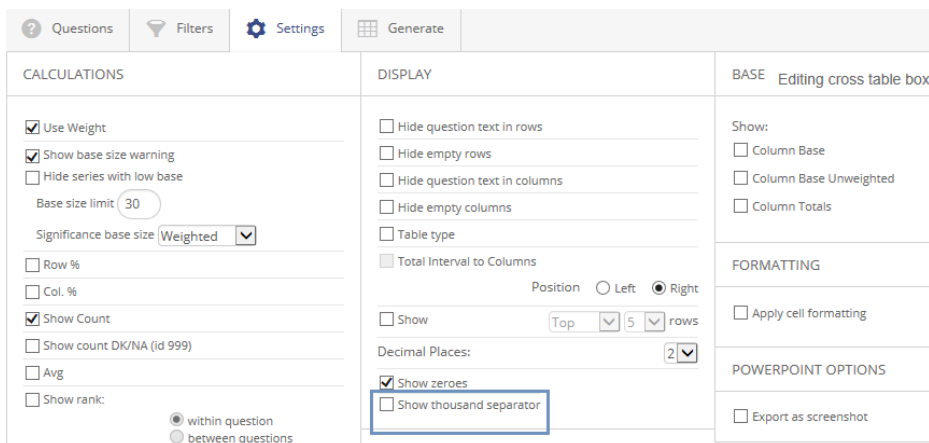 Questions Filters Settings Generate
CALCULATIONS
Use Weight
Show base size warning
Hide series with low base
Base size limit 30
Significance base size Weighted
Row %
Col. %
Show Count
Show count DK/NA (id 999)
Avg
Show rank:
within question
between questions
DISPLAY
Hide question text in rows
Hide empty rows
Hide question text in columns
Hide empty columns
Table type
Total Interval to Columns
Position Left Right
Show Top 5 rows
Decimal Places: 2
Show zeroes
Show thousand separator
BASE Editing cross table box
Show:
Column Base
Column Base Unweighted
Column Totals
FORMATTING
Apply cell formatting
POWERPOINT OPTIONS
Export as screenshot